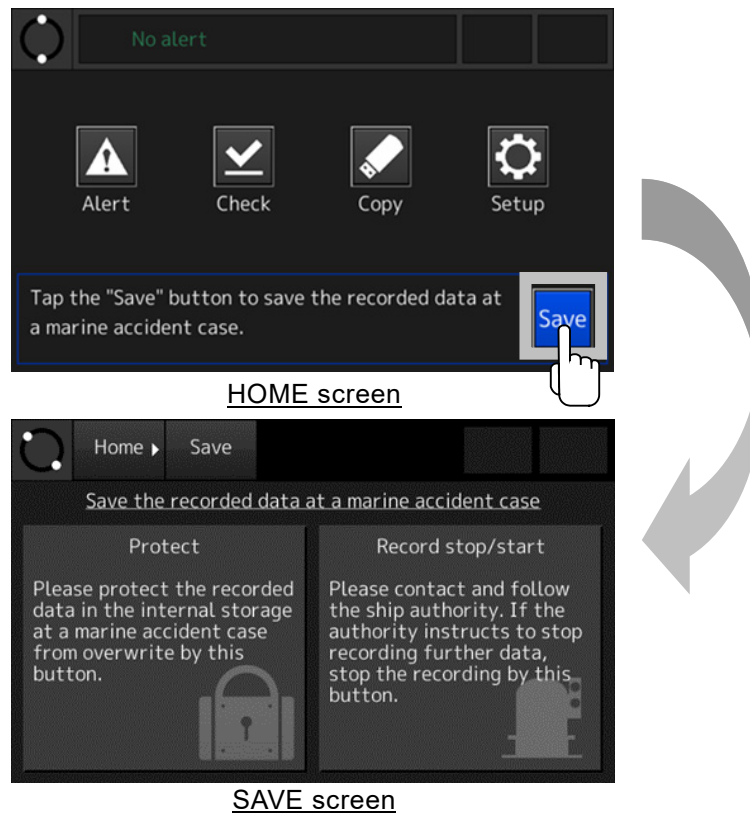 No alert
Alert Check Copy Setup
Tap the "Save" button to save the recorded data at
a marine accident case.
Save
HOME screen
Home Save
Save the recorded data at a marine accident case
Protect
Please protect the recorded
data in the internal storage
at a marine accident case
from overwrite by this
button.
Record stop/start
Please contact and follow
the ship authority. If the
authority instructs to stop
recording further data,
stop the recording by this
button.
SAVE screen